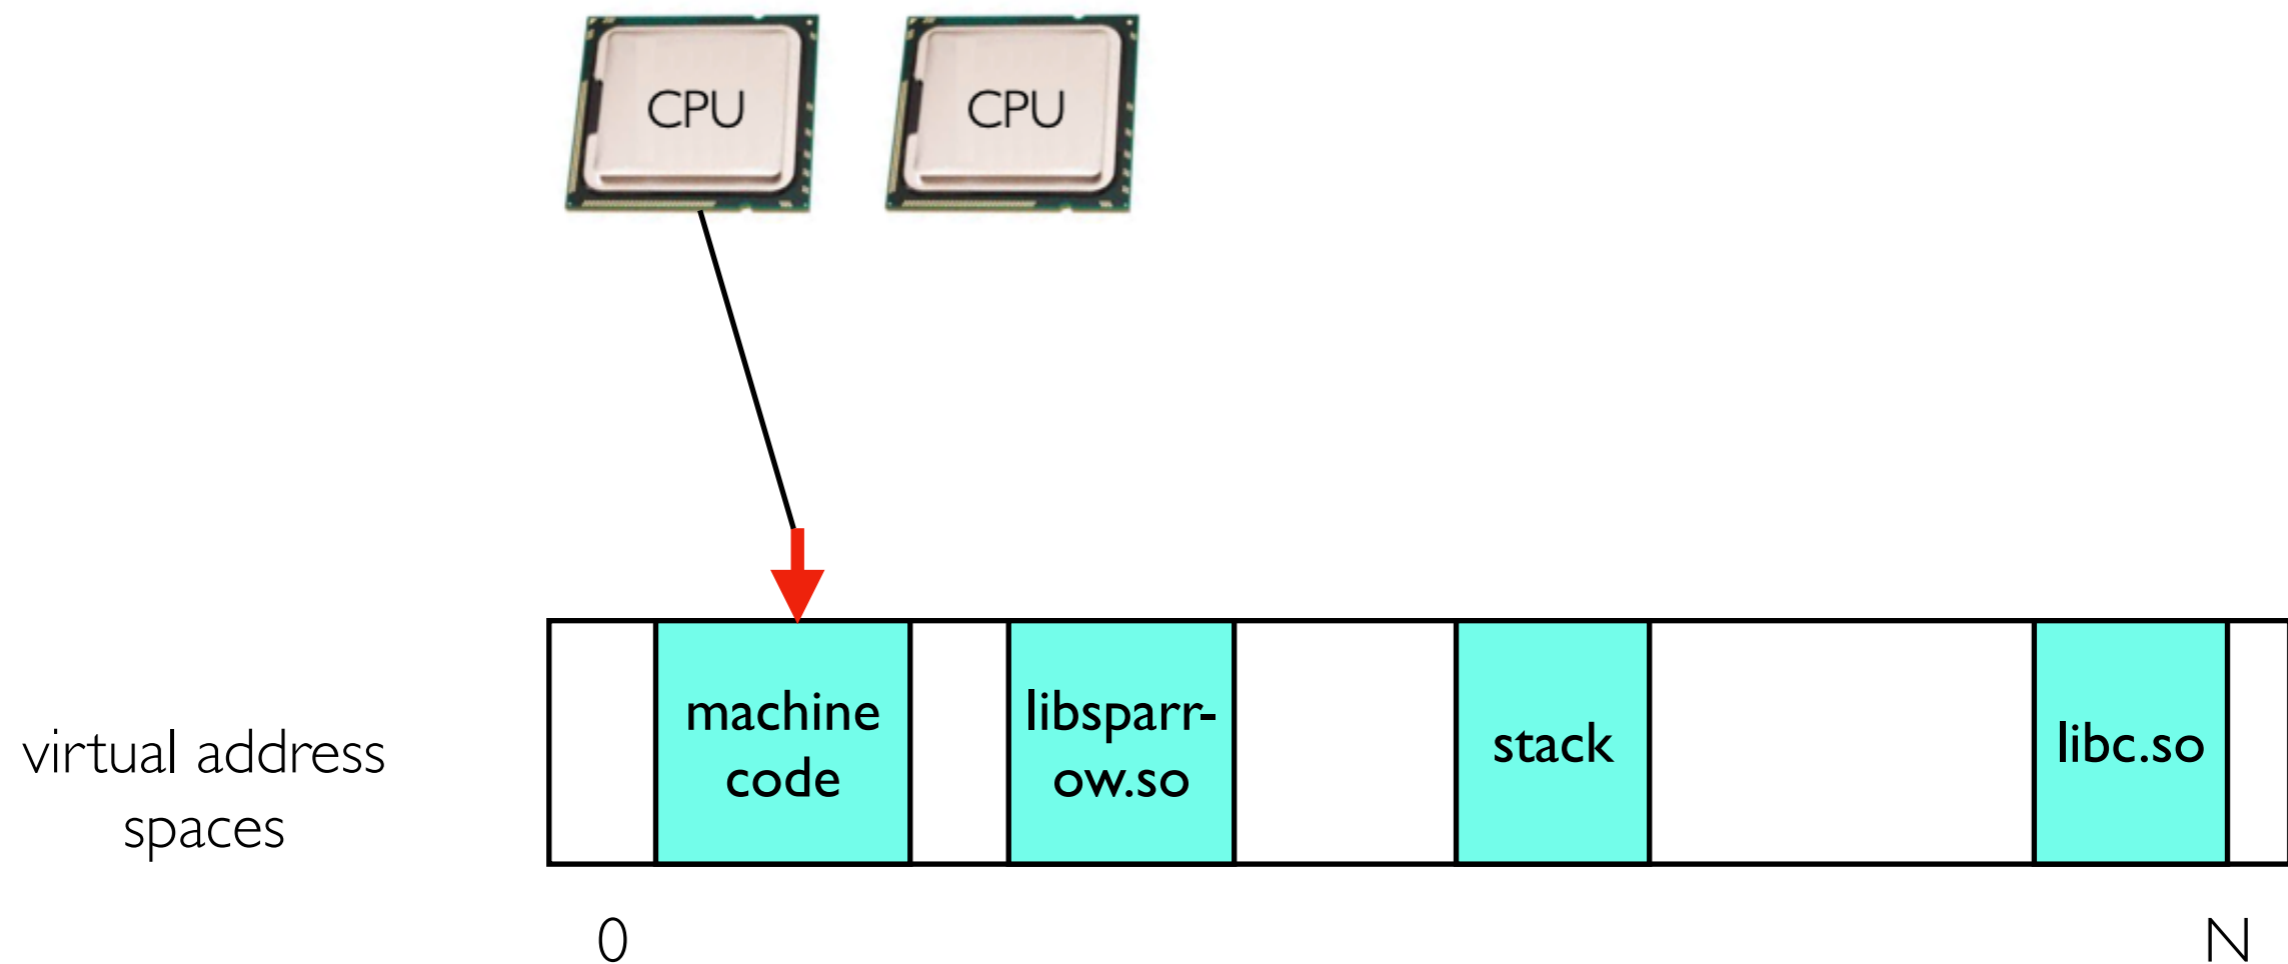 CPU
CPU
machine
code
libsparr-
ow.so
stack
libc.so
virtual address
spaces
0
N